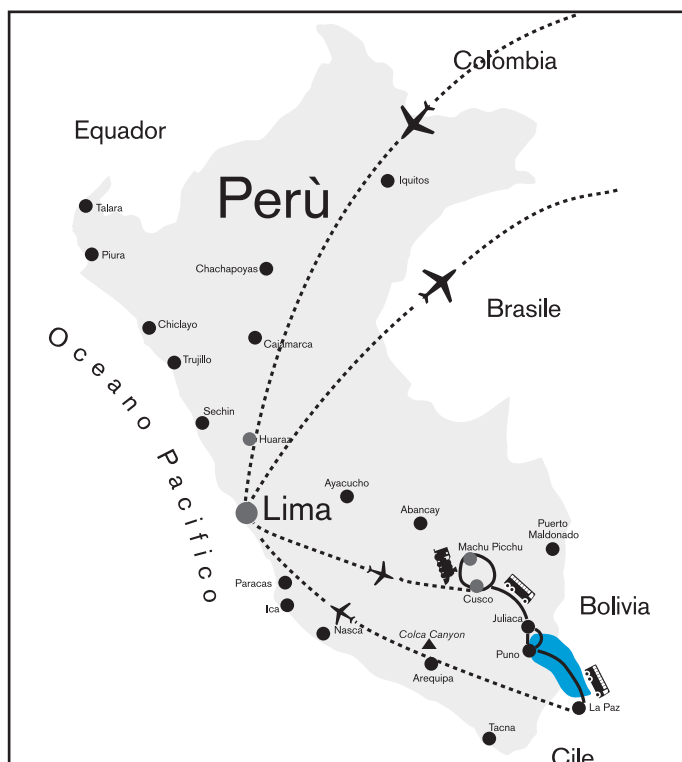 Colombia
Equador
Perù
Iquitos
Talara
Piura
Chachapoyas
Brasile
Chiclayo
Cajamarca
Trujillo
Oceano Pacifico
Sechin
Huaraz
Lima
Ayacucho
Abancay
Puerto
Maldonado
Machu Picchu
Paracas
Cusco
Ica
Bolivia
Juliaca
Nasca
Colca Canyon
Puno
Arequipa
La Paz
Tacna
Cile